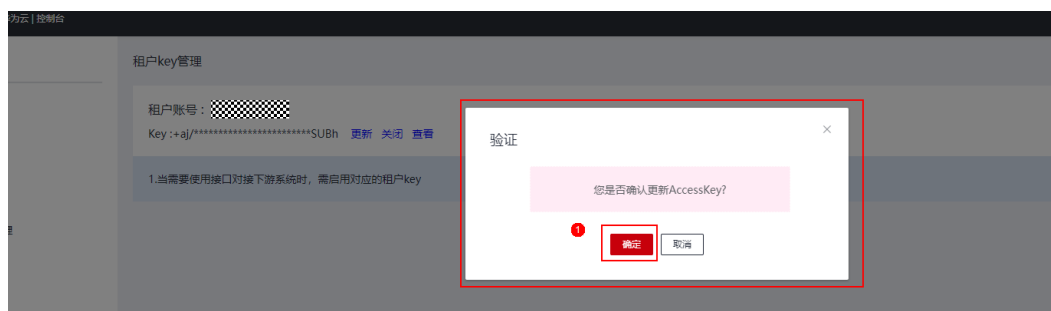 为云 | 控制台
租户key管理
租户账号：
Key :+aj/************************SUBh 更新 关闭 查看
1.当需要使用接口对接下游系统时，需启用对应的租户key
验证
您是否确认更新AccessKey?
1
确定 取消